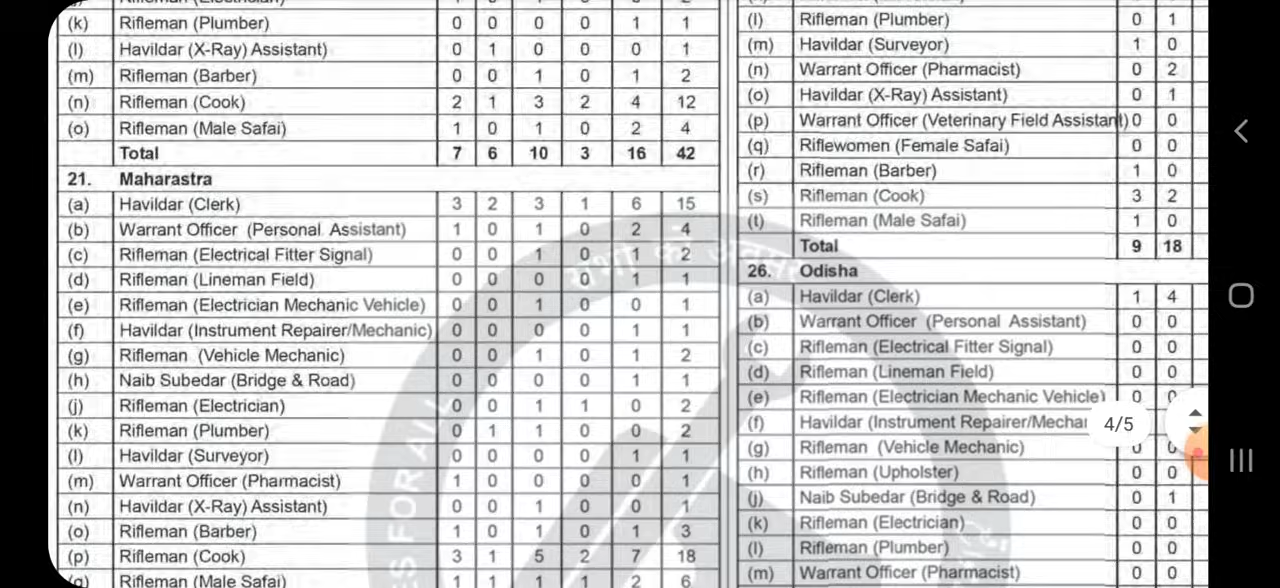 (k) Rifleman (Plumber) 0 0 0 0 1 1
(l) Havildar (X-Ray) Assistant) 0 1 0 0 0 1
(m) Rifleman (Barber) 0 0 1 0 1 2
(n) Rifleman (Cook) 2 1 3 2 4 12
(o) Rifleman (Male Safai) 1 0 1 0 2 4
Total 7 6 10 3 16 42
21. Maharastra
(a) Havildar (Clerk) 3 2 3 1 6 15
(b) Warrant Officer (Personal Assistant) 1 0 1 0 2 4
(c) Rifleman (Electrical Fitter Signal) 0 0 1 0 1 2
(d) Rifleman (Lineman Field) 0 0 0 0 1 1
(e) Rifleman (Electrician Mechanic Vehicle) 0 0 1 0 0 1
(f) Havildar (Instrument Repairer/Mechanic) 0 0 0 0 1 1
(g) Rifleman (Vehicle Mechanic) 0 0 1 0 1 2
(h) Naib Subedar (Bridge & Road) 0 0 0 0 1 1
(j) Rifleman (Electrician) 0 0 1 1 0 2
(k) Rifleman (Plumber) 0 1 1 0 0 2
(l) Havildar (Surveyor) 0 0 0 0 1 1
(m) Warrant Officer (Pharmacist) 1 0 0 0 0 1
(n) Havildar (X-Ray) Assistant) 0 0 1 0 0 1
(o) Rifleman (Barber) 1 0 1 0 1 3
(p) Rifleman (Cook) 3 1 5 2 7 18
(q) Rifleman (Male Safai) 1 1 1 1 2 6
(l) Rifleman (Plumber) 0 1
(m) Havildar (Surveyor) 1 0
(n) Warrant Officer (Pharmacist) 0 2
(o) Havildar (X-Ray) Assistant) 0 1
(p) Warrant Officer (Veterinary Field Assistant) 0 0
(q) Riflewomen (Female Safai) 0 0
(r) Rifleman (Barber) 1 0
(s) Rifleman (Cook) 3 2
(t) Rifleman (Male Safai) 1 0
Total 9 18
26. Odisha
(a) Havildar (Clerk) 1 4
(b) Warrant Officer (Personal Assistant) 0 0
(c) Rifleman (Electrical Fitter Signal) 0 0
(d) Rifleman (Lineman Field) 0 0
(e) Rifleman (Electrician Mechanic Vehicle) 0 0
(f) Havildar (Instrument Repairer/Mechar
(g) Rifleman (Vehicle Mechanic) 0 0
(h) Rifleman (Upholster) 0 0
(j) Naib Subedar (Bridge & Road) 0 1
(k) Rifleman (Electrician) 0 0
(l) Rifleman (Plumber) 0 0
(m) Warrant Officer (Pharmacist) 0 0
4/5
ES FOR ALL